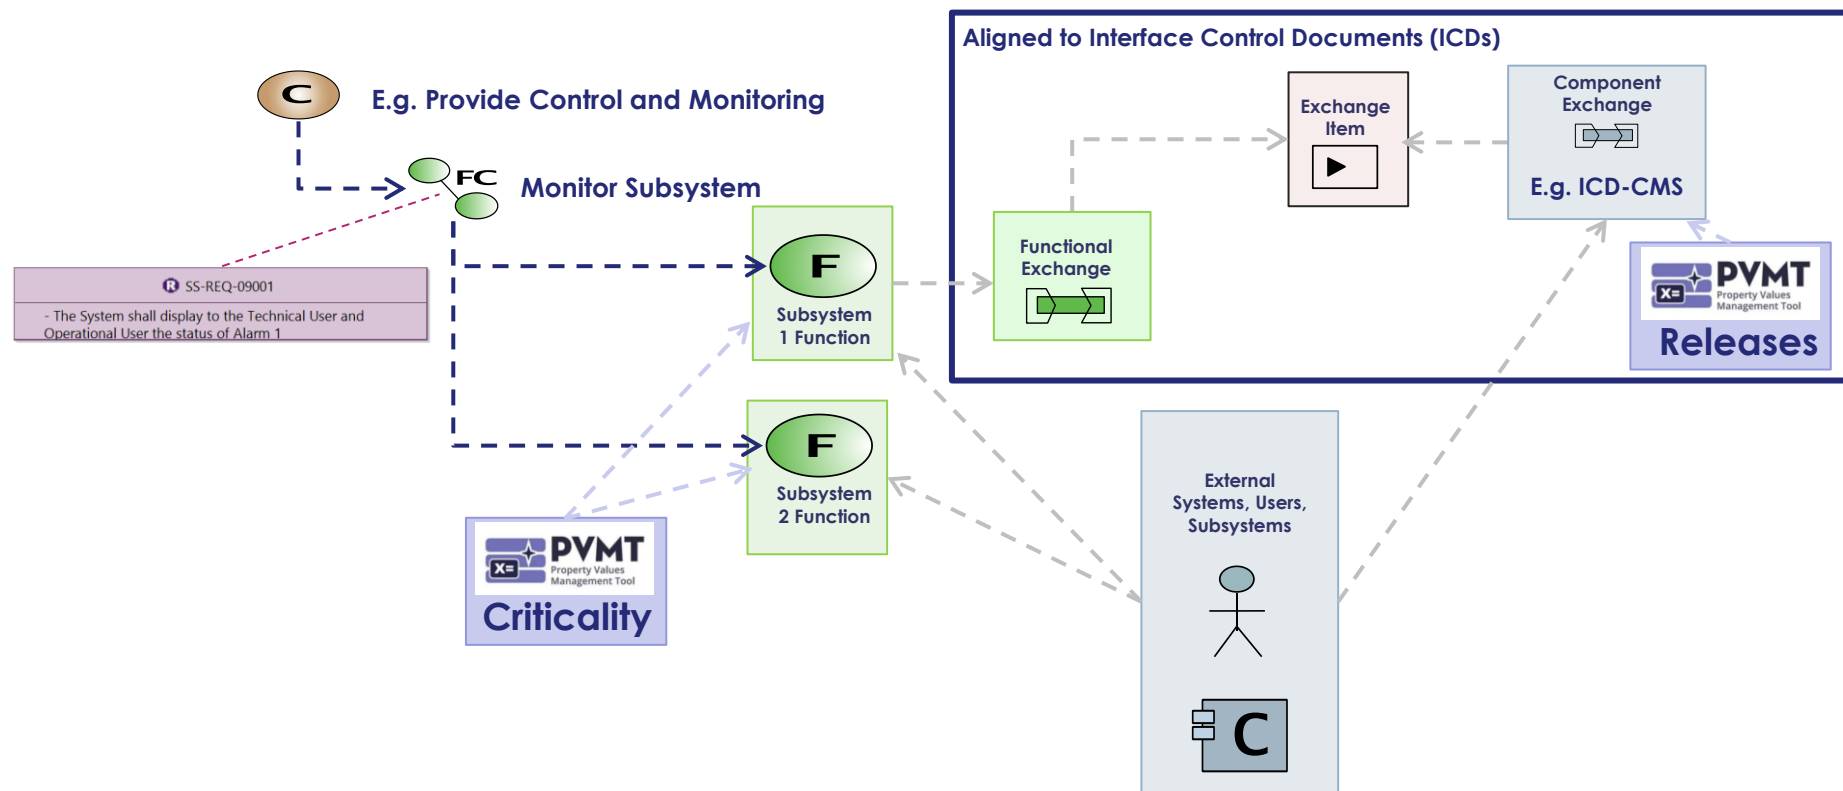 Aligned to Interface Control Documents (ICDs)
C
E.g. Provide Control and Monitoring
FC
Monitor Subsystem
R SS-REQ-09001
- The System shall display to the Technical User and
Operational User the status of Alarm 1
F
Subsystem
1 Function
F
Subsystem
2 Function
X=
PVMT
Property Values
Management Tool
Criticality
Functional
Exchange
Exchange
Item
Component
Exchange
E.g. ICD-CMS
X=
PVMT
Property Values
Management Tool
Releases
External
Systems, Users,
Subsystems
C